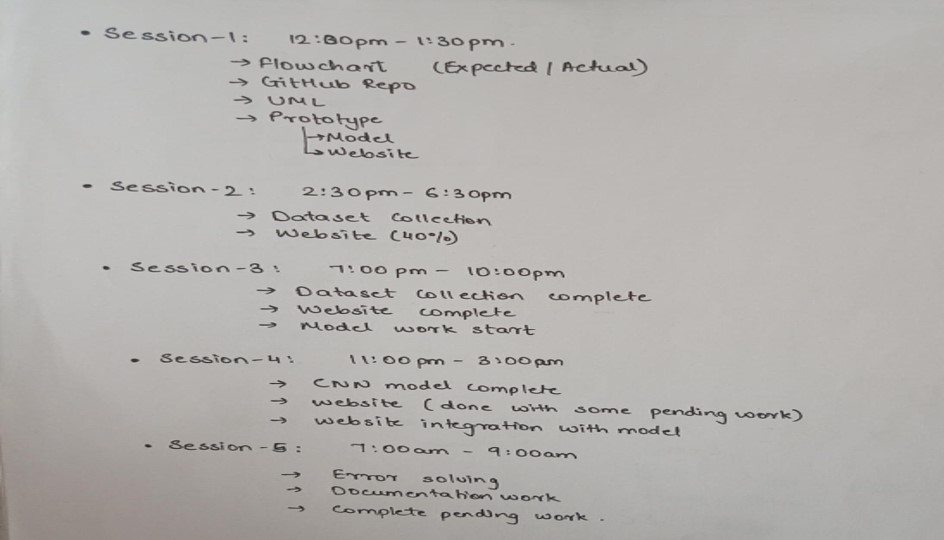 • Session-1: 12:00pm - 1:30pm.
→ Flowchart (Expected / Actual)
→ GitHub Repo
→ UML
→ Prototype
→ Model
→ Website
• Session-2: 2:30pm - 6:30pm
→ Dataset collection
→ Website (40%)
• Session-3: 7:00 pm - 10:00pm
→ Dataset collection complete
→ Website complete
→ Model work start
• Session-4: 11:00 pm - 3:00am
→ CNN model complete
→ website (done with some pending work)
→ website integration with model
• Session-5: 7:00am - 9:00am
→ Error solving
→ Documentation work
→ complete pending work.